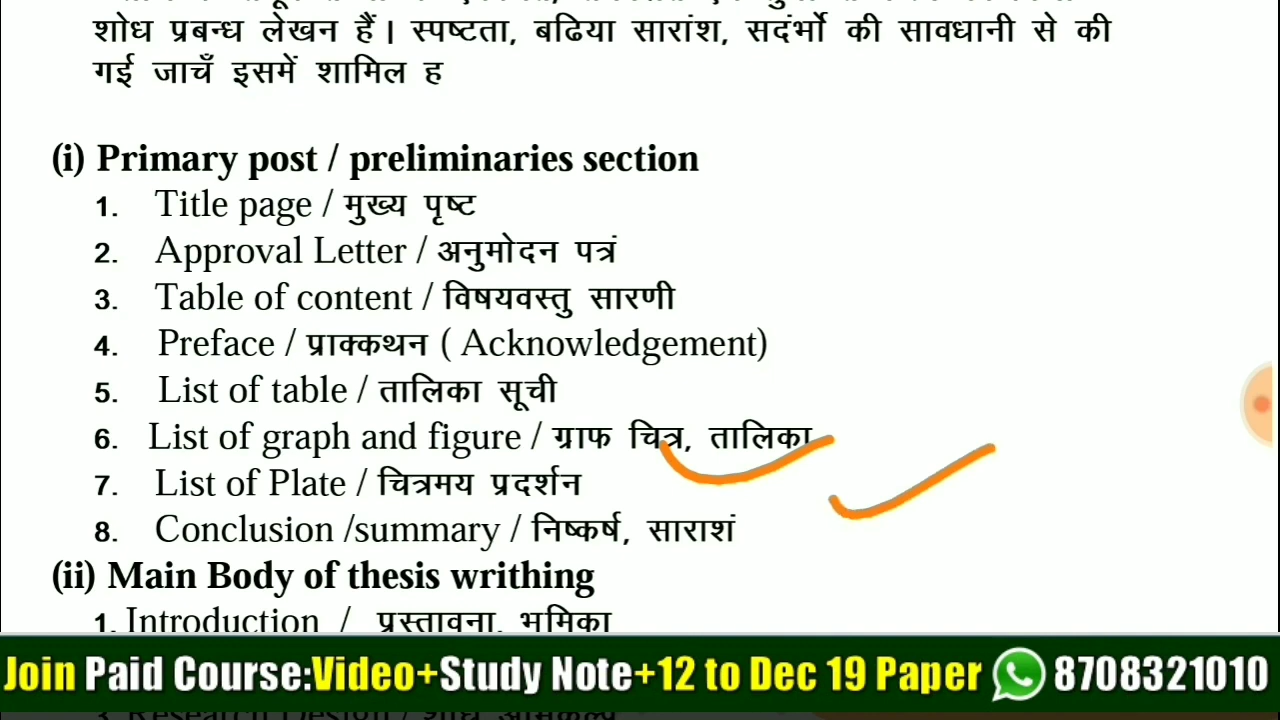 शोध प्रबन्ध लेखन हैं। स्पष्टता, बढिया सारांश, सदंर्भो की सावधानी से की
गई जाचँ इसमें शामिल ह
(i) Primary post / preliminaries section
1. Title page / मुख्य पृष्ट
2. Approval Letter / अनुमोदन पत्रं
3. Table of content / विषयवस्तु सारणी
4. Preface / प्राक्कथन ( Acknowledgement)
5. List of table / तालिका सूची
6. List of graph and figure / ग्राफ चित्र, तालिका
7. List of Plate / चित्रमय प्रदर्शन
8. Conclusion /summary / निष्कर्ष, साराशं
(ii) Main Body of thesis writhing
1. Introduction / प्रस्तावना, भूमिका
Join Paid Course:Video+Study Note+12 to Dec 19 Paper 8708321010
3. Research Design / शोध